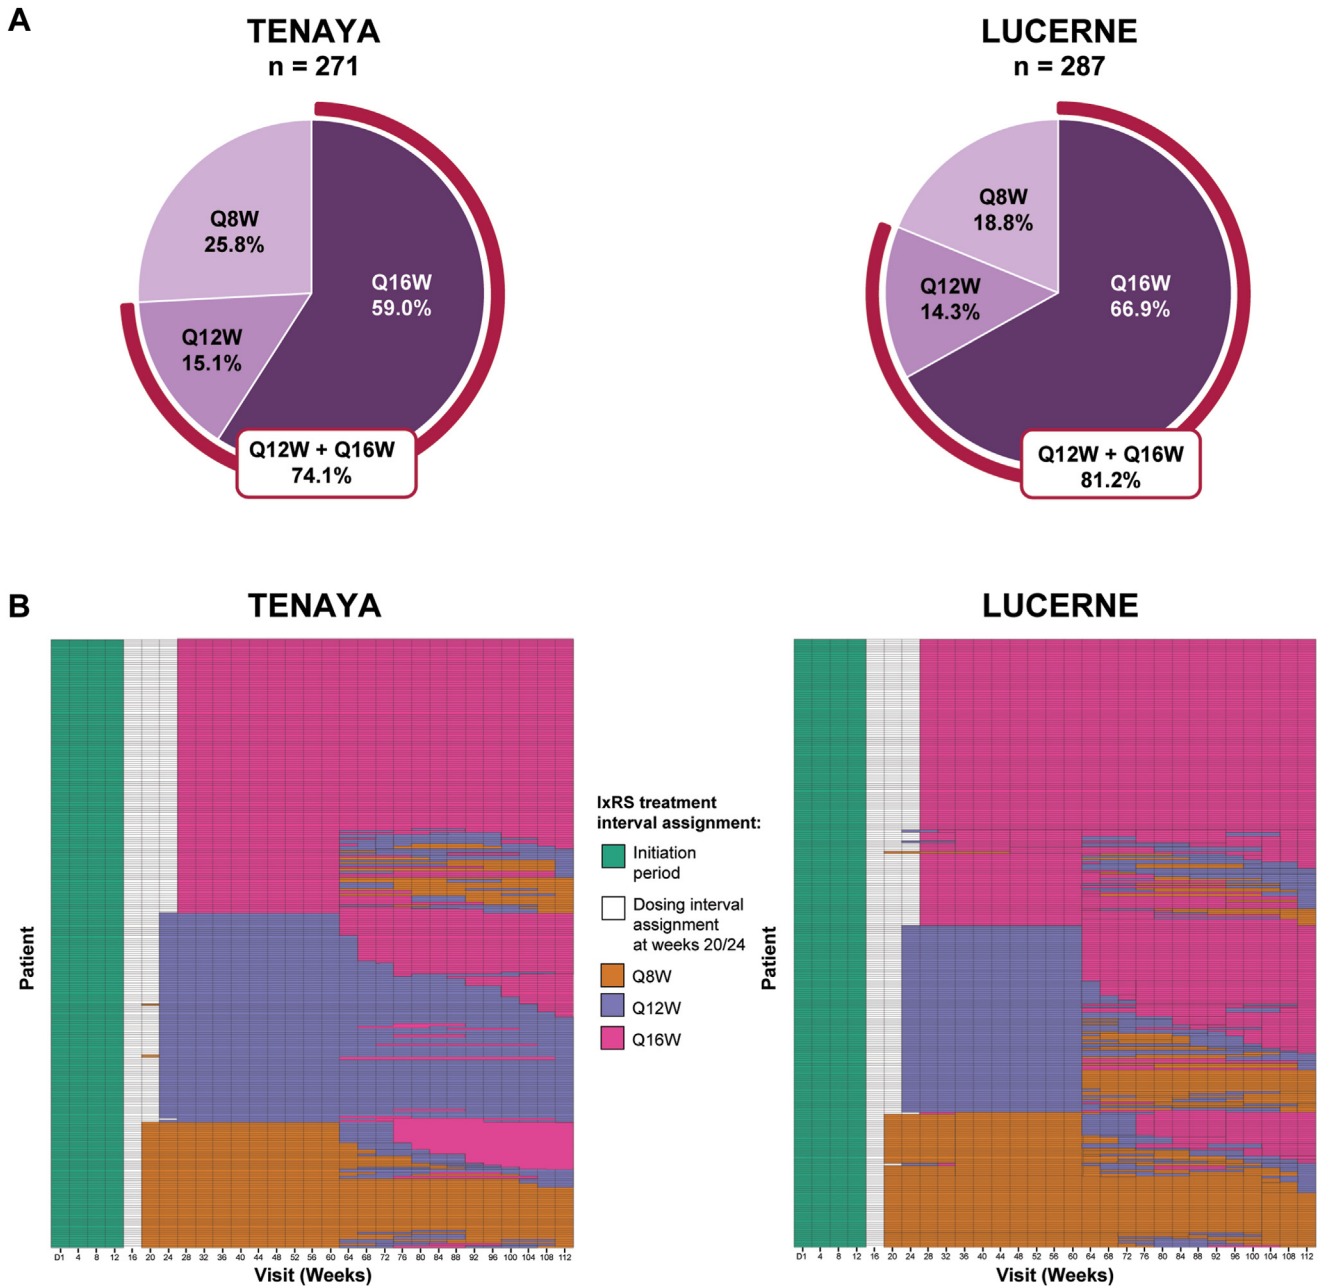 A
TENAYA
n = 271
Q8W
25.8%
Q16W
59.0%
Q12W
15.1%
Q12W + Q16W
74.1%
LUCERNE
n = 287
Q8W
18.8%
Q12W
14.3%
Q16W
66.9%
Q12W + Q16W
81.2%
B
TENAYA
Patient
D1 4 8 12 16 20 24 28 32 36 40 44 48 52 56 60 64 68 72 76 80 84 88 92 96 100 104 108 112
Visit (Weeks)
IxRS treatment
interval assignment:
Initiation
period
Dosing interval
assignment
at weeks 20/24
Q8W
Q12W
Q16W
LUCERNE
Patient
D1 4 8 12 16 20 24 28 32 36 40 44 48 52 56 60 64 68 72 76 80 84 88 92 96 100 104 108 112
Visit (Weeks)